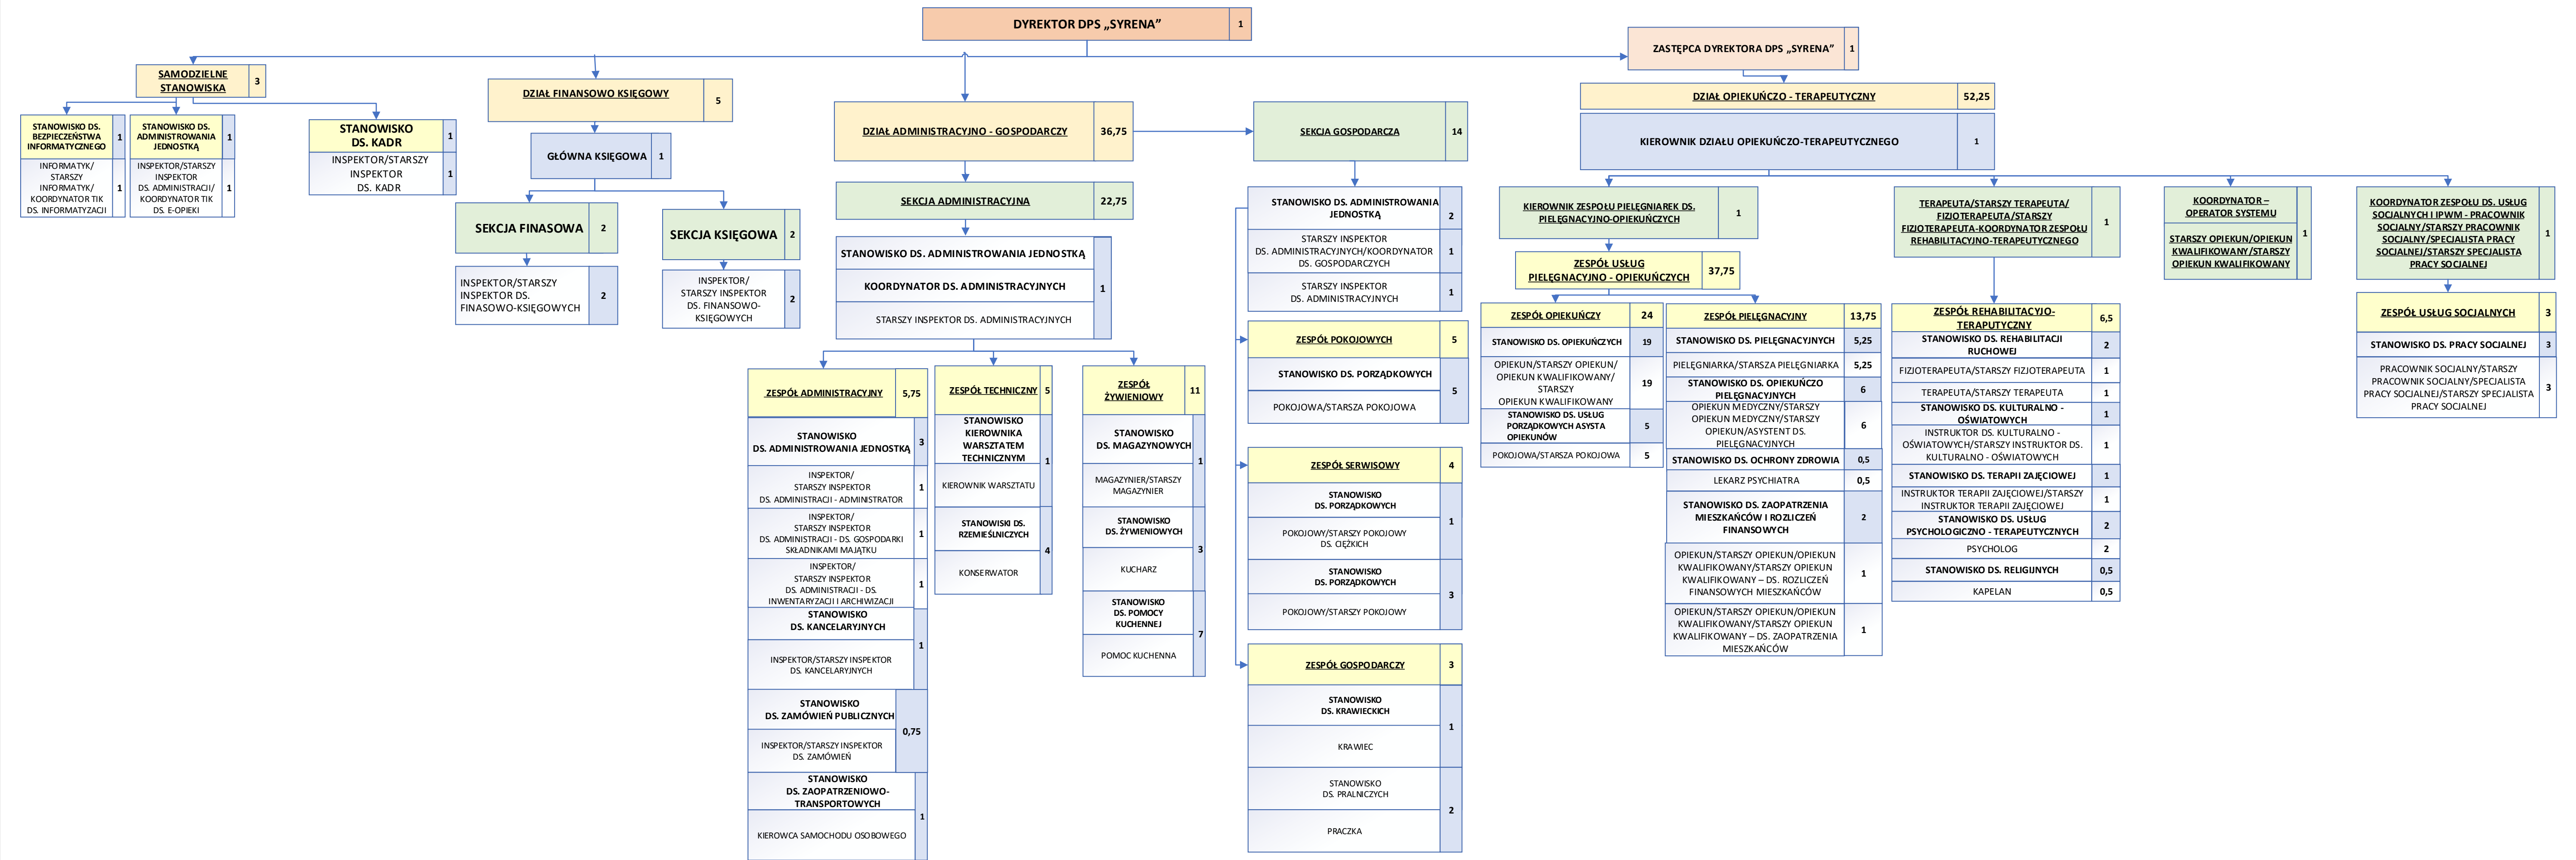 DYREKTOR DPS „SYRENA”
1
ZASTĘPCA DYREKTORA DPS „SYRENA”
1
SAMODZIELNE
STANOWISKA
3
STANOWISKO DS.
BEZPIECZEŃSTWA
INFORMATYCZNEGO
1
INFORMATYK/
STARSZY
INFORMATYK/
KOORDYNATOR TIK
DS. INFORMATYZACJI
1
STANOWISKO DS.
ADMINISTROWANIA
JEDNOSTKĄ
1
INSPEKTOR/STARSZY
INSPEKTOR
DS. ADMINISTRACJI/
KOORDYNATOR TIK
DS. E-OPIEKI
1
STANOWISKO
DS. KADR
1
INSPEKTOR/STARSZY
INSPEKTOR
DS. KADR
1
DZIAŁ FINANSOWO KSIĘGOWY
5
GŁÓWNA KSIĘGOWA
1
SEKCJA FINASOWA
2
INSPEKTOR/STARSZY
INSPEKTOR DS.
FINASOWO-KSIĘGOWYCH
2
SEKCJA KSIĘGOWA
2
INSPEKTOR/
STARSZY INSPEKTOR
DS. FINANSOWO-
KSIĘGOWYCH
2
DZIAŁ ADMINISTRACYJNO - GOSPODARCZY
36,75
SEKCJA ADMINISTRACYJNA
22,75
STANOWISKO DS. ADMINISTROWANIA JEDNOSTKĄ
KOORDYNATOR DS. ADMINISTRACYJNYCH
1
STARSZY INSPEKTOR DS. ADMINISTRACYJNYCH
ZESPÓŁ ADMINISTRACYJNY
5,75
STANOWISKO
DS. ADMINISTROWANIA JEDNOSTKĄ
3
INSPEKTOR/
STARSZY INSPEKTOR
DS. ADMINISTRACJI - ADMINISTRATOR
1
INSPEKTOR/
STARSZY INSPEKTOR
DS. ADMINISTRACJI - DS. GOSPODARKI
SKŁADNIKAMI MAJĄTKU
1
INSPEKTOR/
STARSZY INSPEKTOR
DS. ADMINISTRACJI - DS.
INWENTARYZACJI I ARCHIWIZACJI
1
STANOWISKO
DS. KANCELARYJNYCH
1
INSPEKTOR/STARSZY INSPEKTOR
DS. KANCELARYJNYCH
STANOWISKO
DS. ZAMÓWIEŃ PUBLICZNYCH
0,75
INSPEKTOR/STARSZY INSPEKTOR
DS. ZAMÓWIEŃ
STANOWISKO
DS. ZAOPATRZENIOWO-
TRANSPORTOWYCH
1
KIEROWCA SAMOCHODU OSOBOWEGO
ZESPÓŁ TECHNICZNY
5
STANOWISKO
KIEROWNIKA
WARSZTATEM
TECHNICZNYM
1
KIEROWNIK WARSZTATU
STANOWISKI DS.
RZEMIEŚLNICZYCH
4
KONSERWATOR
ZESPÓŁ
ŻYWIENIOWY
11
STANOWISKO
DS. MAGAZYNOWYCH
1
MAGAZYNIER/STARSZY
MAGAZYNIER
STANOWISKO
DS. ŻYWIENIOWYCH
3
KUCHARZ
STANOWISKO
DS. POMOCY
KUCHENNEJ
7
POMOC KUCHENNA
SEKCJA GOSPODARCZA
14
STANOWISKO DS. ADMINISTROWANIA
JEDNOSTKĄ
2
STARSZY INSPEKTOR
DS. ADMINISTRACYJNYCH/KOORDYNATOR
DS. GOSPODARCZYCH
1
STARSZY INSPEKTOR
DS. ADMINISTRACYJNYCH
1
ZESPÓŁ POKOJOWYCH
5
STANOWISKO DS. PORZĄDKOWYCH
5
POKOJOWA/STARSZA POKOJOWA
ZESPÓŁ SERWISOWY
4
STANOWISKO
DS. PORZĄDKOWYCH
1
POKOJOWY/STARSZY POKOJOWY
DS. CIĘŻKICH
STANOWISKO
DS. PORZĄDKOWYCH
3
POKOJOWY/STARSZY POKOJOWY
ZESPÓŁ GOSPODARCZY
3
STANOWISKO
DS. KRAWIECKICH
1
KRAWIEC
STANOWISKO
DS. PRALNICZYCH
2
PRACZKA
DZIAŁ OPIEKUŃCZO - TERAPEUTYCZNY
52,25
KIEROWNIK DZIAŁU OPIEKUŃCZO-TERAPEUTYCZNEGO
1
KIEROWNIK ZESPOŁU PIELĘGNIAREK DS.
PIELĘGNACYJNO-OPIEKUŃCZYCH
1
ZESPÓŁ USŁUG
PIELĘGNACYJNO - OPIEKUŃCZYCH
37,75
ZESPÓŁ OPIEKUŃCZY
24
STANOWISKO DS. OPIEKUŃCZYCH
19
OPIEKUN/STARSZY OPIEKUN/
OPIEKUN KWALIFIKOWANY/
STARSZY
OPIEKUN KWALIFIKOWANY
19
STANOWISKO DS. USŁUG
PORZĄDKOWYCH ASYSTA
OPIEKUNÓW
5
POKOJOWA/STARSZA POKOJOWA
5
ZESPÓŁ PIELĘGNACYJNY
13,75
STANOWISKO DS. PIELĘGNACYJNYCH
5,25
PIELĘGNIARKA/STARSZA PIELĘGNIARKA
5,25
STANOWISKO DS. OPIEKUŃCZO
PIELĘGNACYJNYCH
6
OPIEKUN MEDYCZNY/STARSZY
OPIEKUN MEDYCZNY/STARSZY
OPIEKUN/ASYSTENT DS.
PIELĘGNACYJNYCH
6
STANOWISKO DS. OCHRONY ZDROWIA
0,5
LEKARZ PSYCHIATRA
0,5
STANOWISKO DS. ZAOPATRZENIA
MIESZKAŃCÓW I ROZLICZEŃ
FINANSOWYCH
2
OPIEKUN/STARSZY OPIEKUN/OPIEKUN
KWALIFIKOWANY/STARSZY OPIEKUN
KWALIFIKOWANY – DS. ROZLICZEŃ
FINANSOWYCH MIESZKAŃCÓW
1
OPIEKUN/STARSZY OPIEKUN/OPIEKUN
KWALIFIKOWANY/STARSZY OPIEKUN
KWALIFIKOWANY – DS. ZAOPATRZENIA
MIESZKAŃCÓW
1
TERAPEUTA/STARSZY TERAPEUTA/
FIZJOTERAPEUTA/STARSZY
FIZJOTERAPEUTA-KOORDYNATOR ZESPOŁU
REHABILITACYJNO-TERAPEUTYCZNEGO
1
ZESPÓŁ REHABILITACYJO-
TERAPUTYCZNY
6,5
STANOWISKO DS. REHABILITACJI
RUCHOWEJ
2
FIZJOTERAPEUTA/STARSZY FIZJOTERAPEUTA
1
TERAPEUTA/STARSZY TERAPEUTA
1
STANOWISKO DS. KULTURALNO -
OŚWIATOWYCH
1
INSTRUKTOR DS. KULTURALNO -
OŚWIATOWYCH/STARSZY INSTRUKTOR DS.
KULTURALNO - OŚWIATOWYCH
1
STANOWISKO DS. TERAPII ZAJĘCIOWEJ
1
INSTRUKTOR TERAPII ZAJĘCIOWEJ/STARSZY
INSTRUKTOR TERAPII ZAJĘCIOWEJ
1
STANOWISKO DS. USŁUG
PSYCHOLOGICZNO - TERAPEUTYCZNYCH
2
PSYCHOLOG
2
STANOWISKO DS. RELIGIJNYCH
0,5
KAPELAN
0,5
KOORDYNATOR –
OPERATOR SYSTEMU
STARSZY OPIEKUN/OPIEKUN
KWALIFIKOWANY/STARSZY
OPIEKUN KWALIFIKOWANY
1
KOORDYNATOR ZESPOŁU DS. USŁUG
SOCJALNYCH I IPWM - PRACOWNIK
SOCJALNY/STARSZY PRACOWNIK
SOCJALNY/SPECJALISTA PRACY
SOCJALNEJ/STARSZY SPECJALISTA
PRACY SOCJALNEJ
1
ZESPÓŁ USŁUG SOCJALNYCH
3
STANOWISKO DS. PRACY SOCJALNEJ
3
PRACOWNIK SOCJALNY/STARSZY
PRACOWNIK SOCJALNY/SPECJALISTA
PRACY SOCJALNEJ/STARSZY SPECJALISTA
PRACY SOCJALNEJ
3